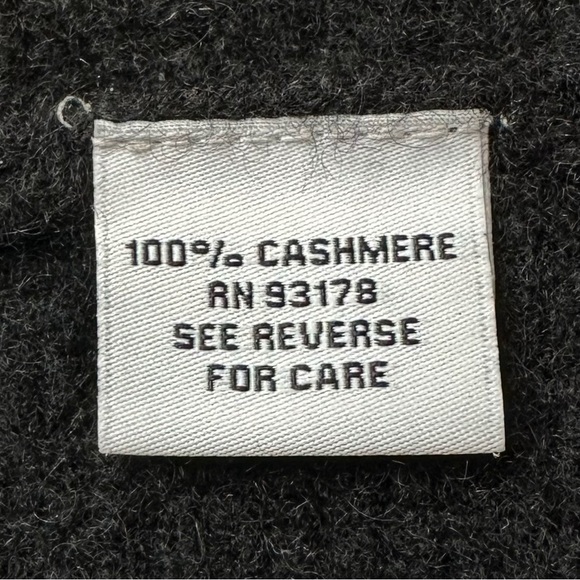 100% CASHMERE
RN 93178
SEE REVERSE
FOR CARE